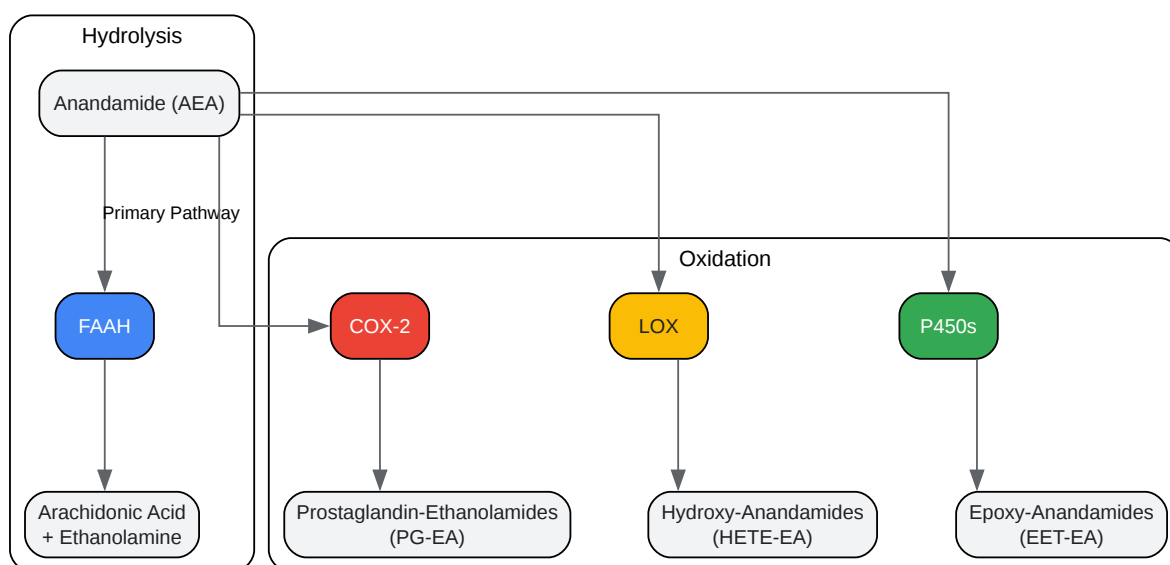 Hydrolysis
Anandamide (AEA)
Primary Pathway
Oxidation
FAAH
COX-2
LOX
P450s
Arachidonic Acid
+ Ethanolamine
Prostaglandin-Ethanolamides
(PG-EA)
Hydroxy-Anandamides
(HETE-EA)
Epoxy-Anandamides
(EET-EA)